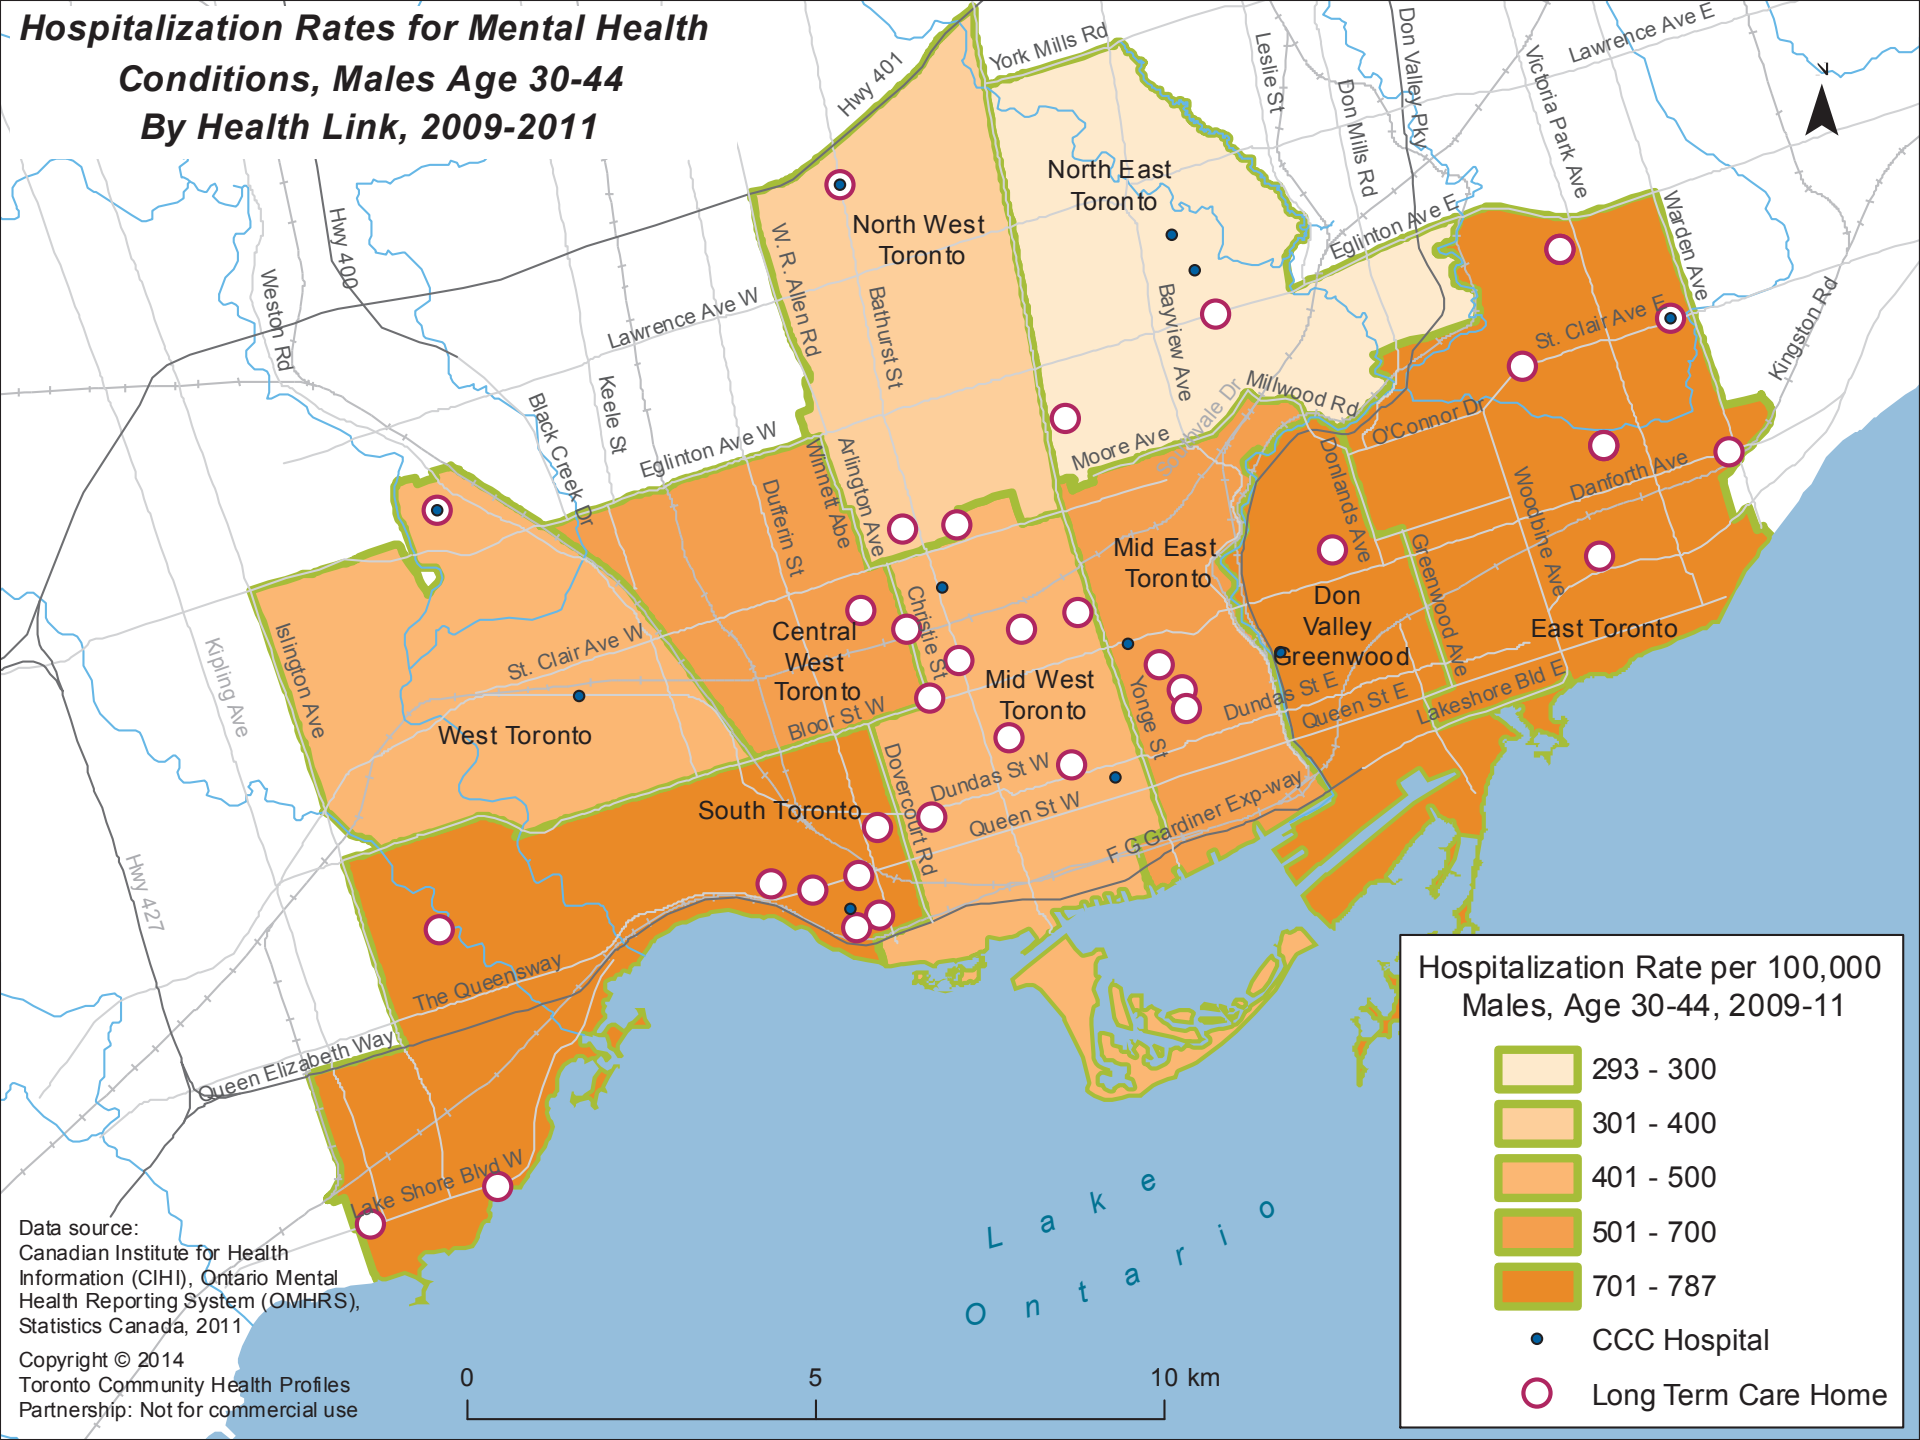 Hospitalization Rates for Mental Health
Conditions, Males Age 30-44
By Health Link, 2009-2011
Hwy 401
York Mills Rd
Leslie St
Don Mills Rd
Don Valley Pky
Victoria Park Ave
Lawrence Ave E
N
North East
Toronto
North West
Toronto
W. R. Allen Rd
Bathurst St
Bayview Ave
Eglinton Ave E
Warden Ave
Kingston Rd
St. Clair Ave E
Hwy 400
Weston Rd
Lawrence Ave W
Keele St
Black Creek Dr
Eglinton Ave W
Winnett Abe
Arlington Ave
Dufferin St
Moore Ave
Southvale Dr
Millwood Rd
O'Connor Dr
Donlands Ave
Danforth Ave
Woodbine Ave
Greenwood Ave
Mid East
Toronto
Don
Valley
Greenwood
East Toronto
Central
West
Toronto
Christie St
Mid West
Toronto
Yonge St
Kipling Ave
Islington Ave
St. Clair Ave W
West Toronto
Bloor St W
Dundas St E
Queen St E
Lakeshore Bld E
South Toronto
Dovercourt Rd
Dundas St W
Queen St W
F G Gardiner Exp-way
Hwy 427
The Queensway
Queen Elizabeth Way
Lake Shore Blvd W
Lake
Ontario
Hospitalization Rate per 100,000
Males, Age 30-44, 2009-11
293 - 300
301 - 400
401 - 500
501 - 700
701 - 787
CCC Hospital
Long Term Care Home
Data source:
Canadian Institute for Health
Information (CIHI), Ontario Mental
Health Reporting System (OMHRS),
Statistics Canada, 2011
Copyright © 2014
Toronto Community Health Profiles
Partnership: Not for commercial use
0 5 10 km